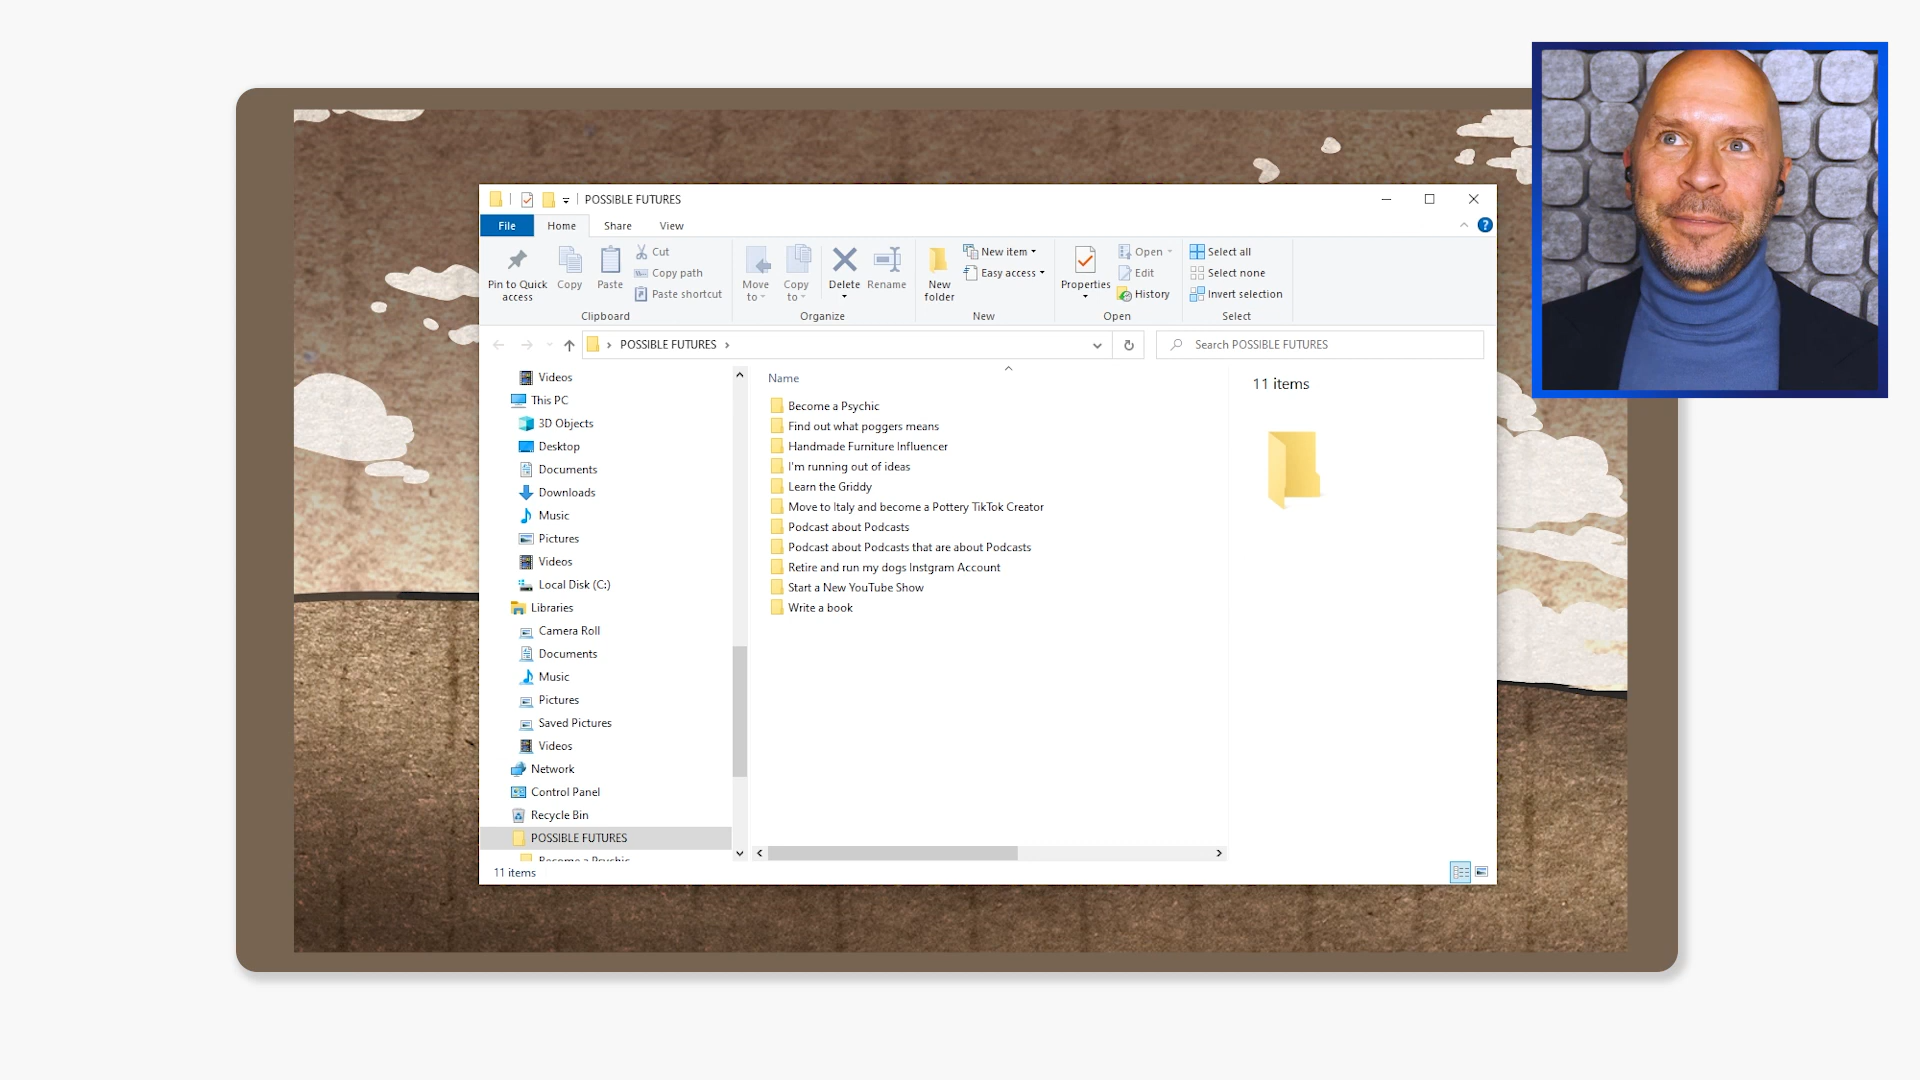 POSSIBLE FUTURES
File Home Share View
Pin to Quick access
Copy
Paste
Cut
Copy path
Paste shortcut
Clipboard
Move to
Copy to
Delete
Rename
Organize
New folder
New item
Easy access
New
Properties
Open
Edit
History
Open
Select all
Select none
Invert selection
Select
POSSIBLE FUTURES
Search POSSIBLE FUTURES
Videos
This PC
3D Objects
Desktop
Documents
Downloads
Music
Pictures
Videos
Local Disk (C:)
Libraries
Camera Roll
Documents
Music
Pictures
Saved Pictures
Videos
Network
Control Panel
Recycle Bin
POSSIBLE FUTURES
Become a Psychic
Name
Become a Psychic
Find out what poggers means
Handmade Furniture Influencer
I'm running out of ideas
Learn the Griddy
Move to Italy and become a Pottery TikTok Creator
Podcast about Podcasts
Podcast about Podcasts that are about Podcasts
Retire and run my dogs Instgram Account
Start a New YouTube Show
Write a book
11 items
11 items